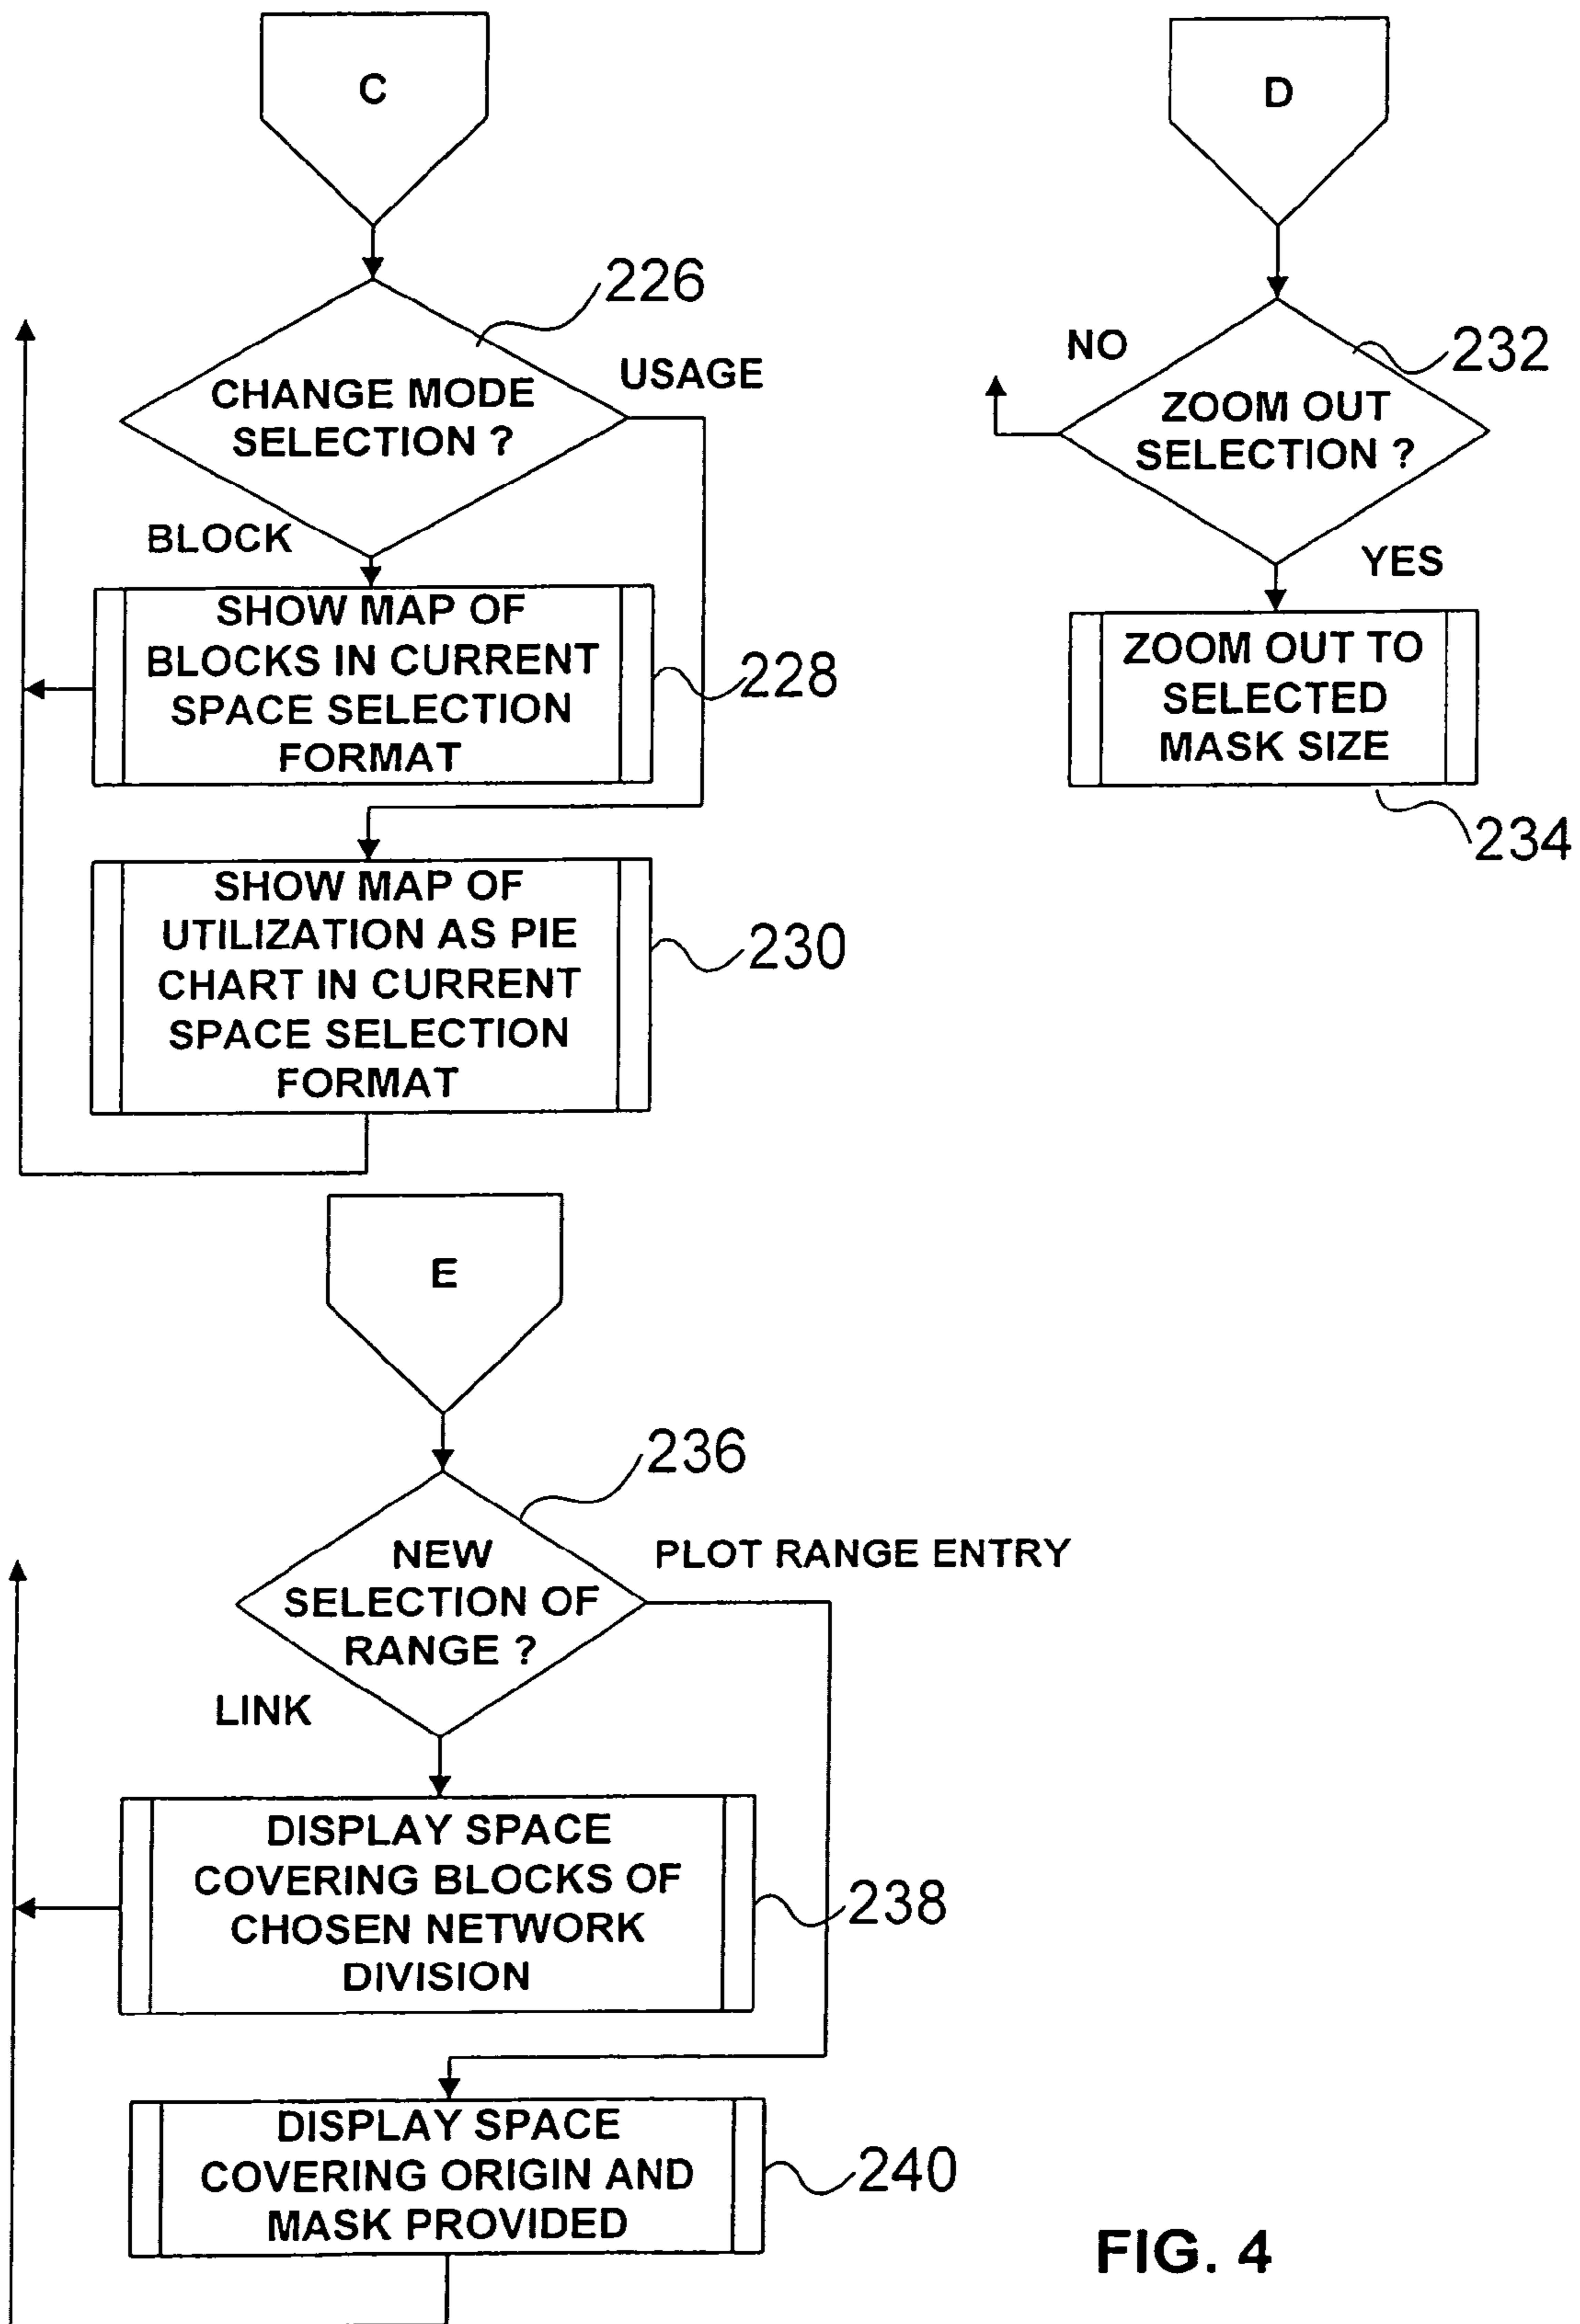 C
226
CHANGE MODE
SELECTION ?
USAGE
BLOCK
SHOW MAP OF
BLOCKS IN CURRENT
SPACE SELECTION
FORMAT
228
SHOW MAP OF
UTILIZATION AS PIE
CHART IN CURRENT
SPACE SELECTION
FORMAT
230
D
232
NO
ZOOM OUT
SELECTION ?
YES
ZOOM OUT TO
SELECTED
MASK SIZE
234
E
236
NEW
SELECTION OF
RANGE ?
PLOT RANGE ENTRY
LINK
DISPLAY SPACE
COVERING BLOCKS OF
CHOSEN NETWORK
DIVISION
238
DISPLAY SPACE
COVERING ORIGIN AND
MASK PROVIDED
240
FIG. 4